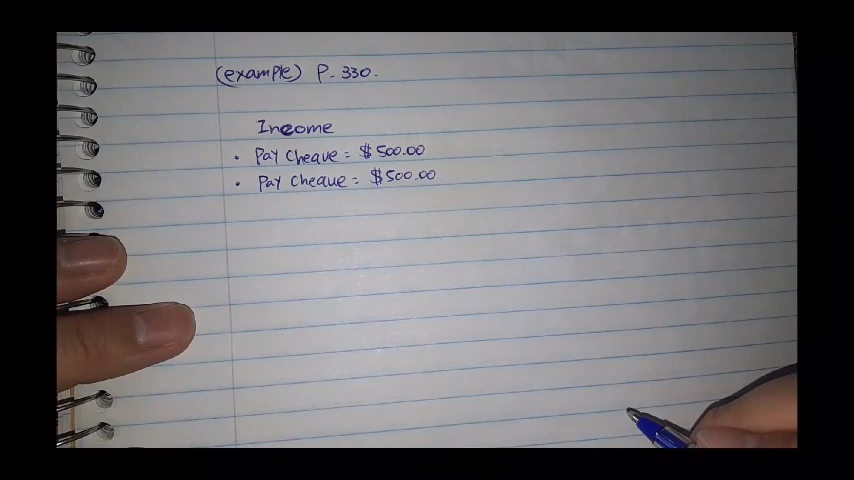 (example) P. 330.
Income
• Pay Cheque = $500.00
• Pay Cheque = $500.00